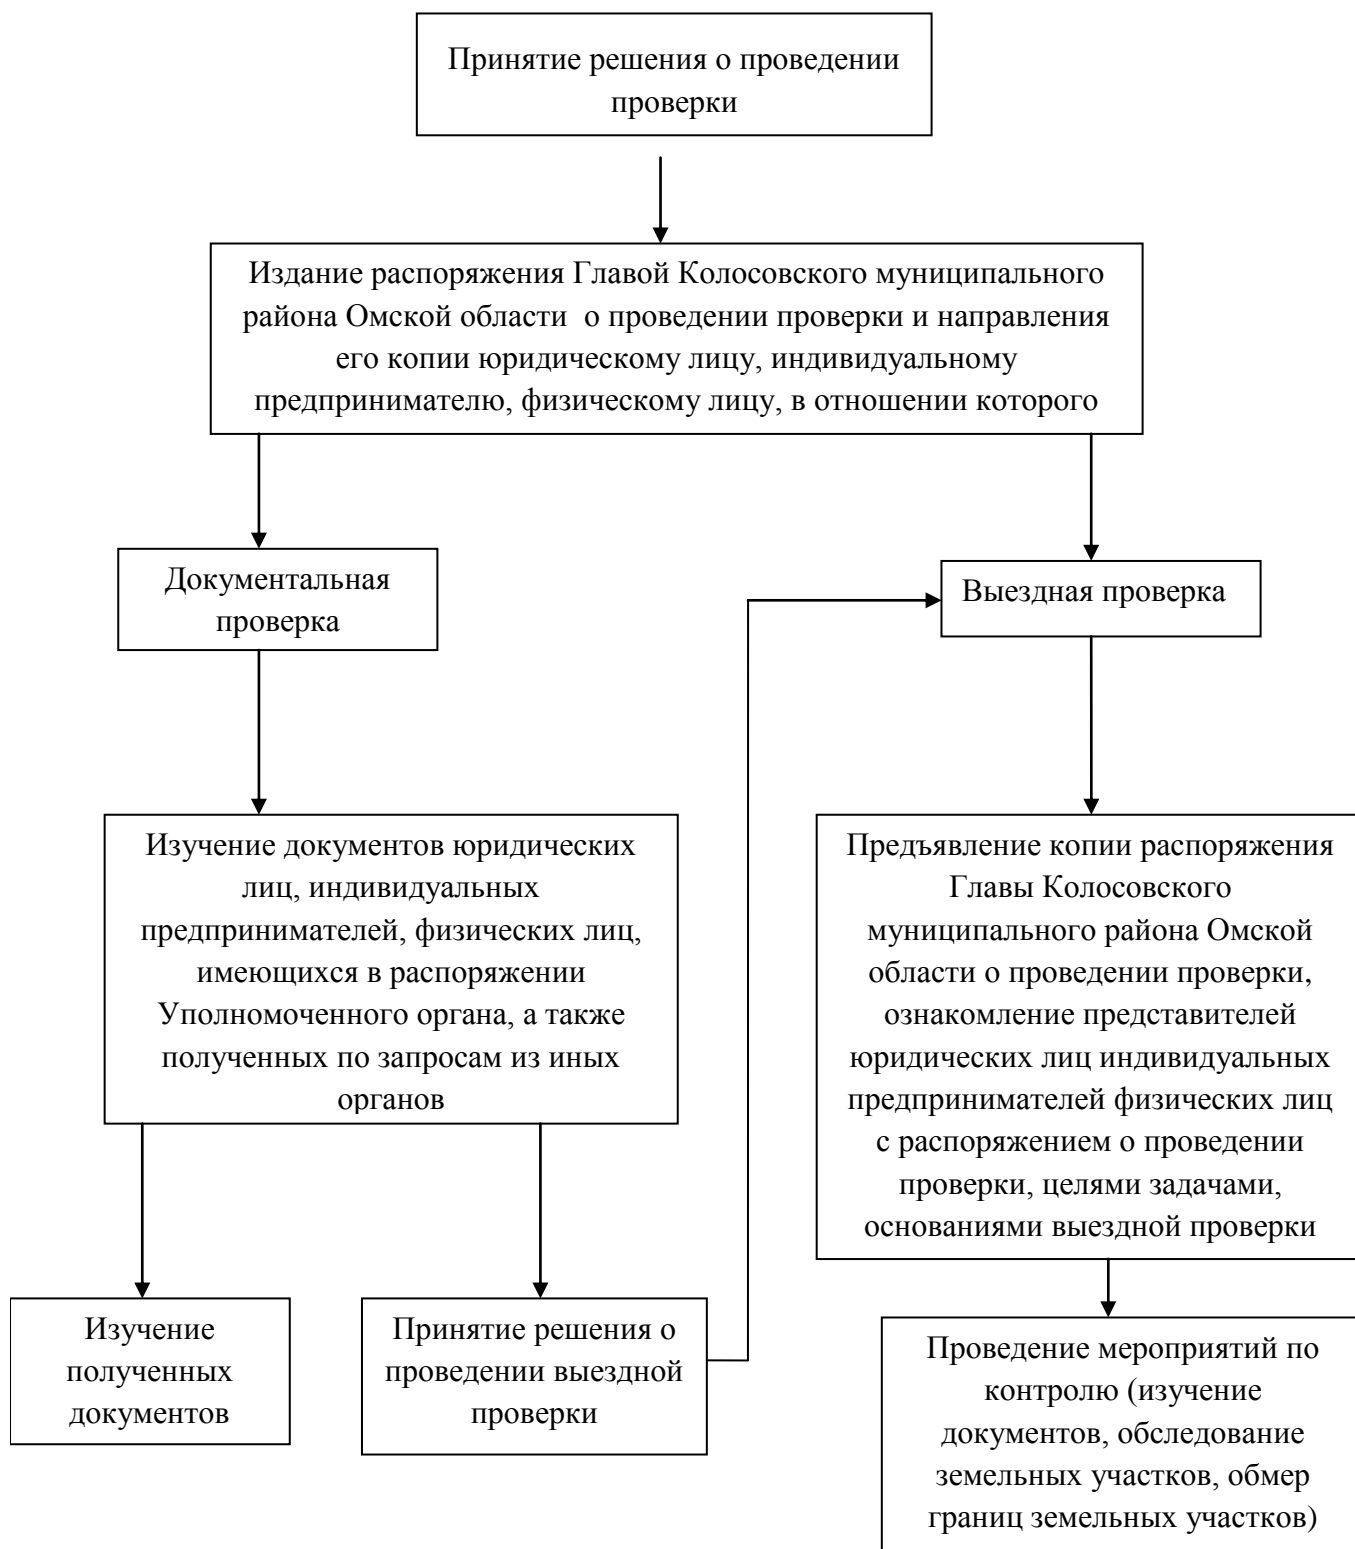 Принятие решения о проведении
проверки
Издание распоряжения Главой Колосовского муниципального
района Омской области  о проведении проверки и направления
его копии юридическому лицу, индивидуальному
предпринимателю, физическому лицу, в отношении которого
Документальная
проверка
Выездная проверка
Изучение документов юридических
лиц, индивидуальных
предпринимателей, физических лиц,
имеющихся в распоряжении
Уполномоченного органа, а также
полученных по запросам из иных
органов
Предъявление копии распоряжения
Главы Колосовского
муниципального района Омской
области о проведении проверки,
ознакомление представителей
юридических лиц индивидуальных
предпринимателей физических лиц
с распоряжением о проведении
проверки, целями задачами,
основаниями выездной проверки
Изучение
полученных
документов
Принятие решения о
проведении выездной
проверки
Проведение мероприятий по
контролю (изучение
документов, обследование
земельных участков, обмер
границ земельных участков)